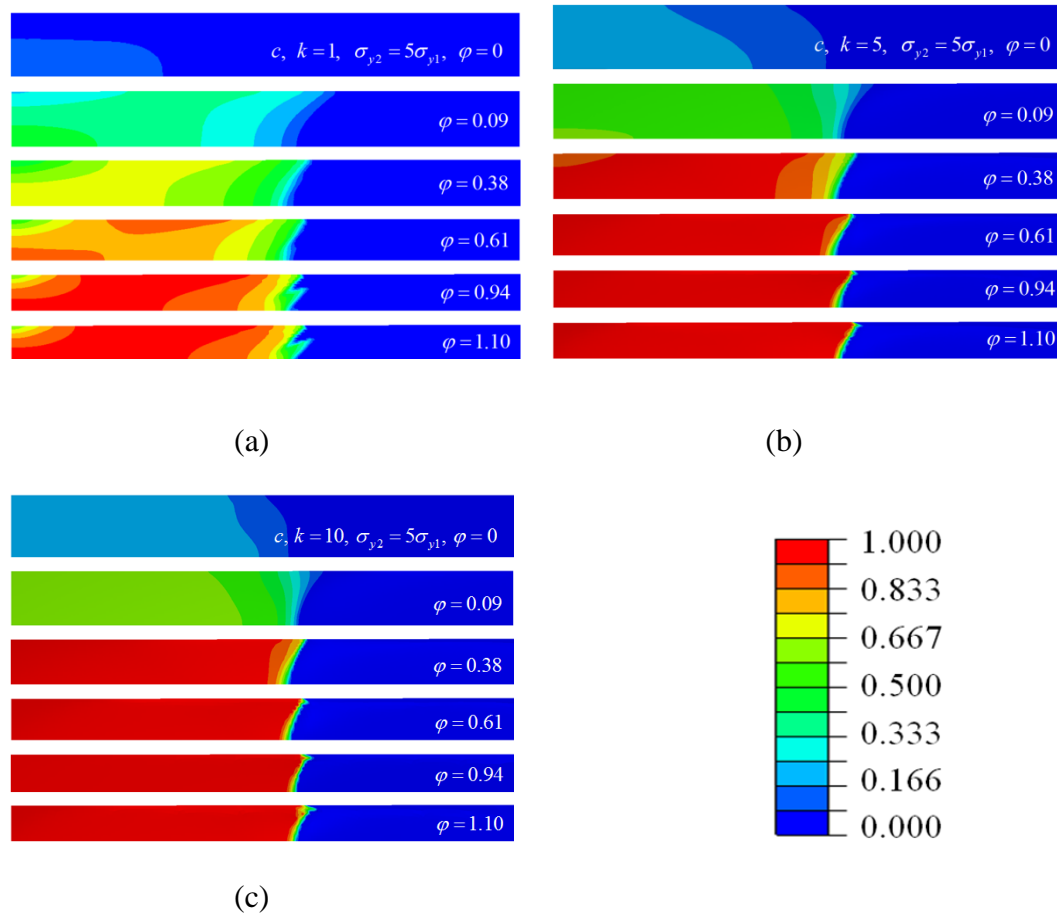 c, k = 1, σy2 = 5σy1, φ = 0
φ = 0.09
φ = 0.38
φ = 0.61
φ = 0.94
φ = 1.10
(a)
c, k = 5, σy2 = 5σy1, φ = 0
φ = 0.09
φ = 0.38
φ = 0.61
φ = 0.94
φ = 1.10
(b)
c, k = 10, σy2 = 5σy1, φ = 0
φ = 0.09
φ = 0.38
φ = 0.61
φ = 0.94
φ = 1.10
(c)
1.000
0.833
0.667
0.500
0.333
0.166
0.000